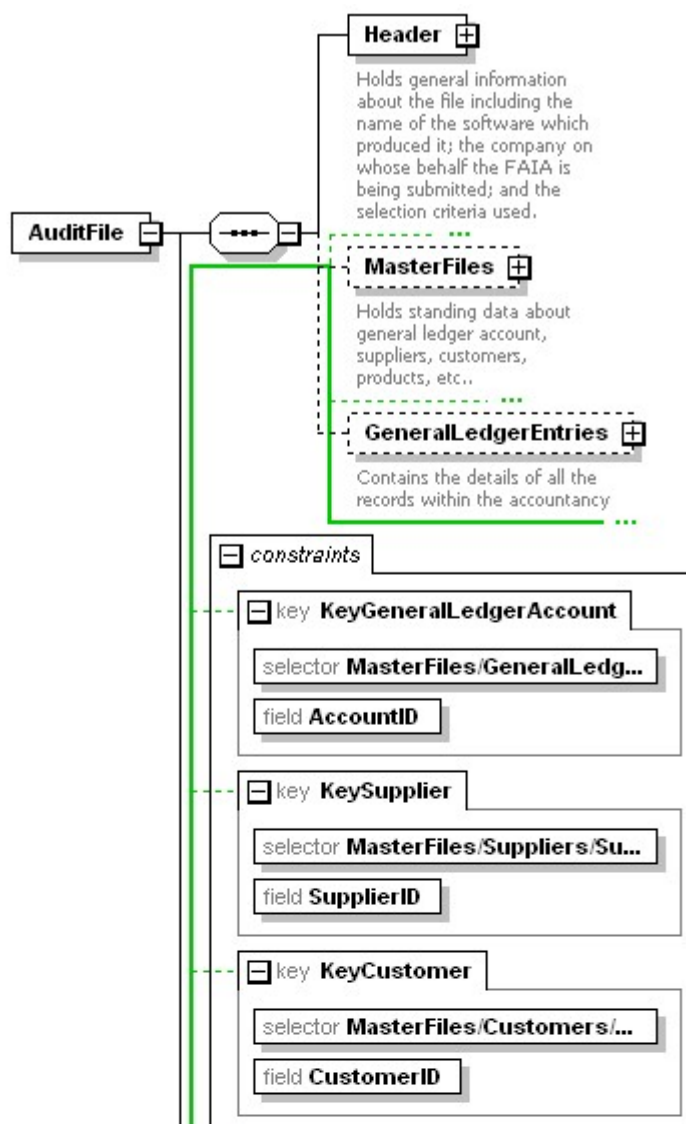 Header
Holds general information
about the file including the
name of the software which
produced it; the company on
whose behalf the FAIA is
being submitted; and the
selection criteria used.
AuditFile
MasterFiles
Holds standing data about
general ledger account,
suppliers, customers,
products, etc..
GeneralLedgerEntries
Contains the details of all the
records within the accountancy
constraints
key KeyGeneralLedgerAccount
selector MasterFiles/GeneralLedg...
field AccountID
key KeySupplier
selector MasterFiles/Suppliers/Su...
field SupplierID
key KeyCustomer
selector MasterFiles/Customers/...
field CustomerID